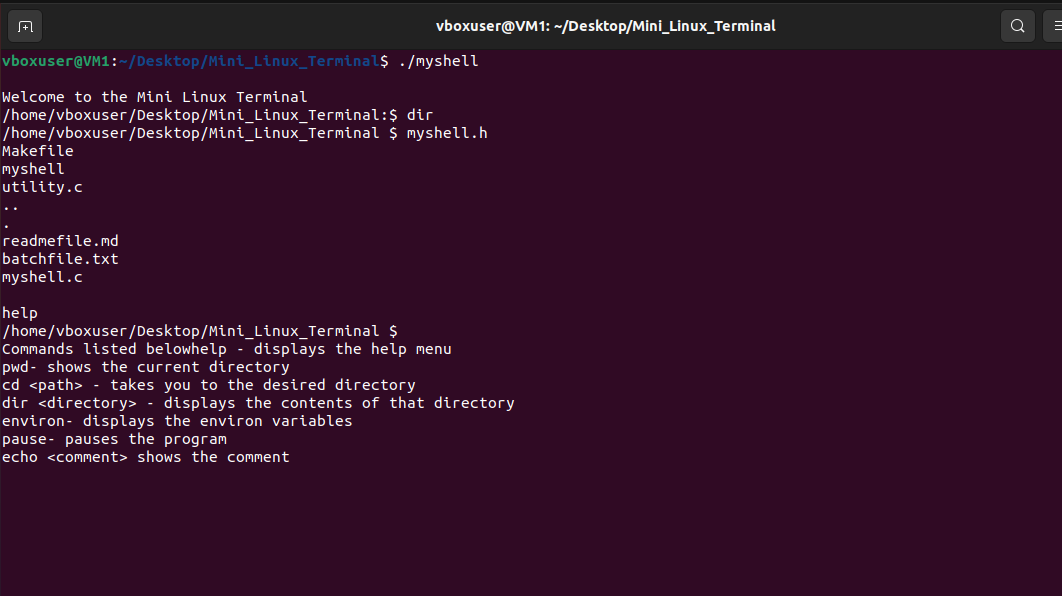 vboxuser@VM1: ~/Desktop/Mini_Linux_Terminal
vboxuser@VM1:~/Desktop/Mini_Linux_Terminal$ ./myshell
Welcome to the Mini Linux Terminal
/home/vboxuser/Desktop/Mini_Linux_Terminal:$ dir
/home/vboxuser/Desktop/Mini_Linux_Terminal $ myshell.h
Makefile
myshell
utility.c
..
.
readmefile.md
batchfile.txt
myshell.c
help
/home/vboxuser/Desktop/Mini_Linux_Terminal $
Commands listed belowhelp - displays the help menu
pwd- shows the current directory
cd <path> - takes you to the desired directory
dir <directory> - displays the contents of that directory
environ- displays the environ variables
pause- pauses the program
echo <comment> shows the comment